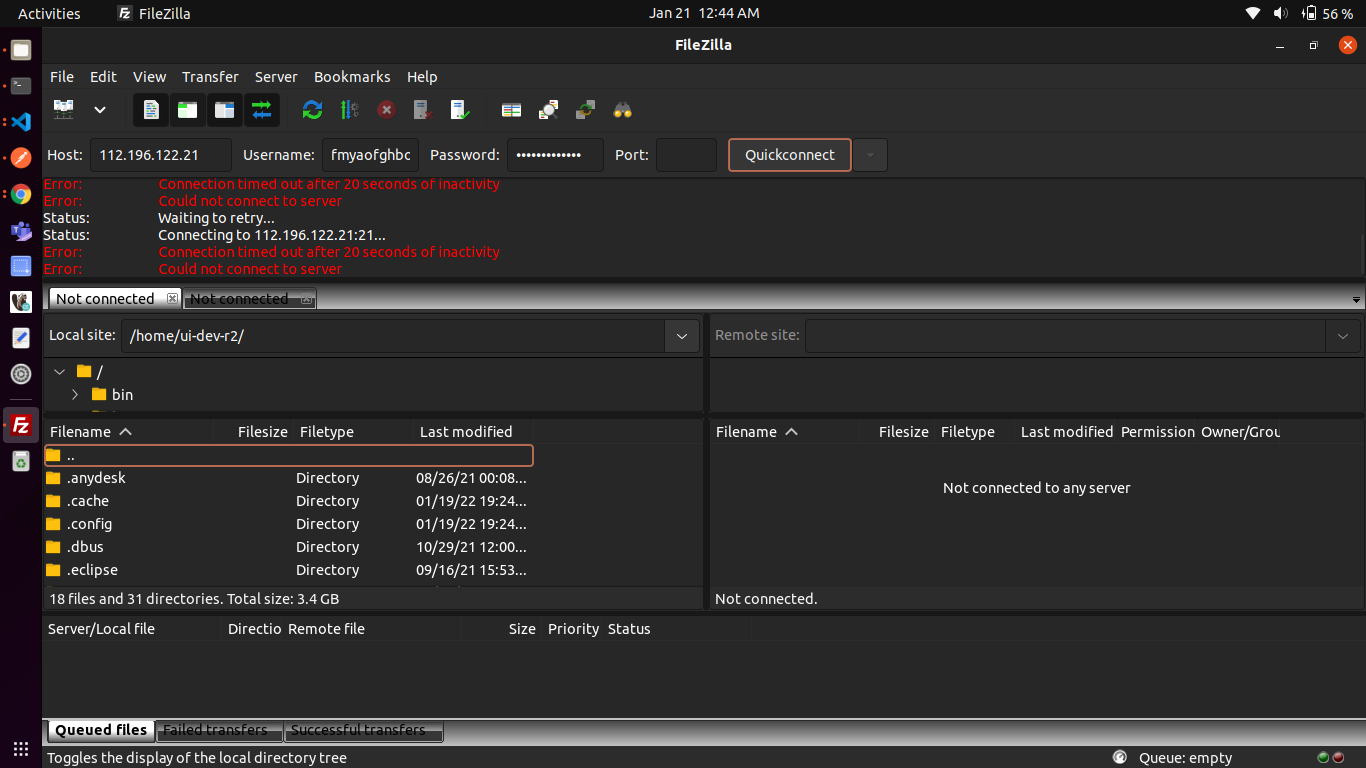 Activities FileZilla Jan 21 12:44 AM 56 %
FileZilla
File Edit View Transfer Server Bookmarks Help
Host: 112.196.122.21 Username: fmyaofghbc Password: ••••••••••••• Port: Quickconnect
Error: Connection timed out after 20 seconds of inactivity
Error: Could not connect to server
Status: Waiting to retry...
Status: Connecting to 112.196.122.21:21...
Error: Connection timed out after 20 seconds of inactivity
Error: Could not connect to server
Not connected Not connected
Local site: /home/ui-dev-r2/ Remote site:
/
bin
Filename Filesize Filetype Last modified Filename Filesize Filetype Last modified Permission Owner/Grou
..
.anydesk Directory 08/26/21 00:08...
Not connected to any server
.cache Directory 01/19/22 19:24...
.config Directory 01/19/22 19:24...
.dbus Directory 10/29/21 12:00...
.eclipse Directory 09/16/21 15:53...
18 files and 31 directories. Total size: 3.4 GB Not connected.
Server/Local file Directio Remote file Size Priority Status
Queued files Failed transfers Successful transfers
Toggles the display of the local directory tree Queue: empty